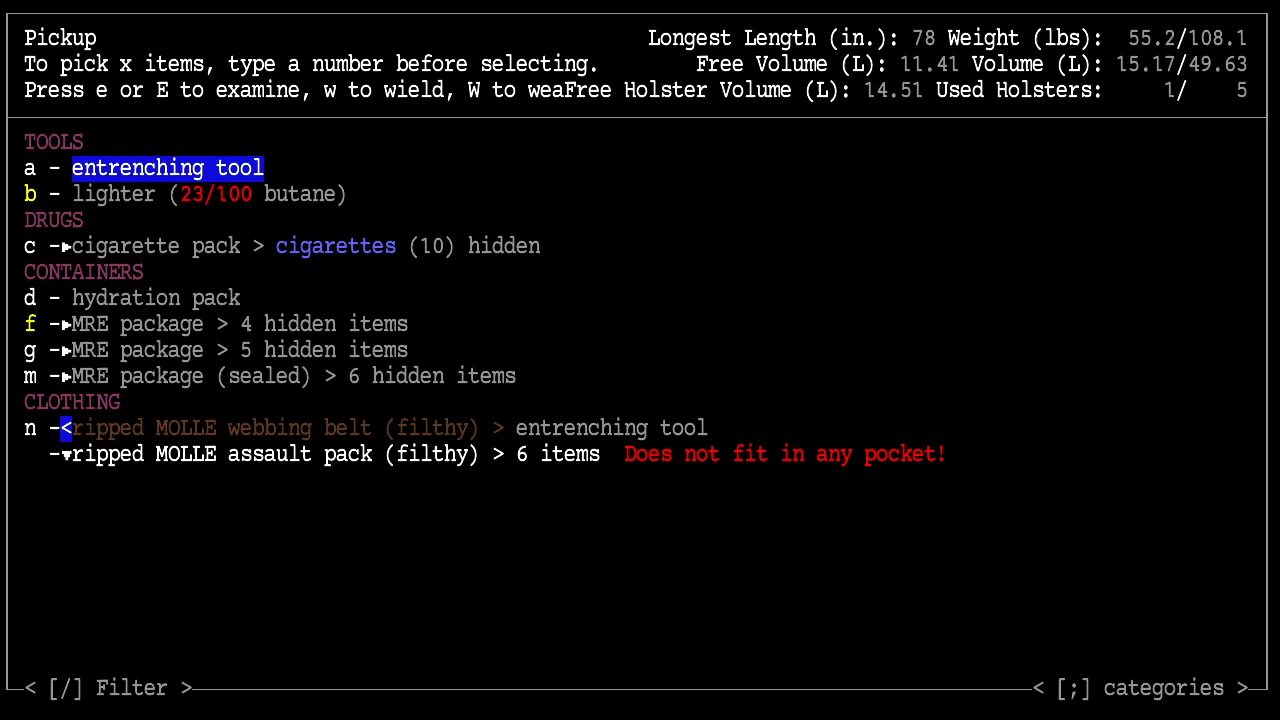 Pickup Longest Length (in.): 78 Weight (lbs): 55.2/108.1
To pick x items, type a number before selecting. Free Volume (L): 11.41 Volume (L): 15.17/49.63
Press e or E to examine, w to wield, W to weaFree Holster Volume (L): 14.51 Used Holsters: 1/ 5
TOOLS
a - entrenching tool
b - lighter (23/100 butane)
DRUGS
c -▸cigarette pack > cigarettes (10) hidden
CONTAINERS
d - hydration pack
f -▸MRE package > 4 hidden items
g -▸MRE package > 5 hidden items
m -▸MRE package (sealed) > 6 hidden items
CLOTHING
n -<ripped MOLLE webbing belt (filthy) > entrenching tool
-▾ripped MOLLE assault pack (filthy) > 6 items Does not fit in any pocket!
< [/] Filter > < [;] categories >